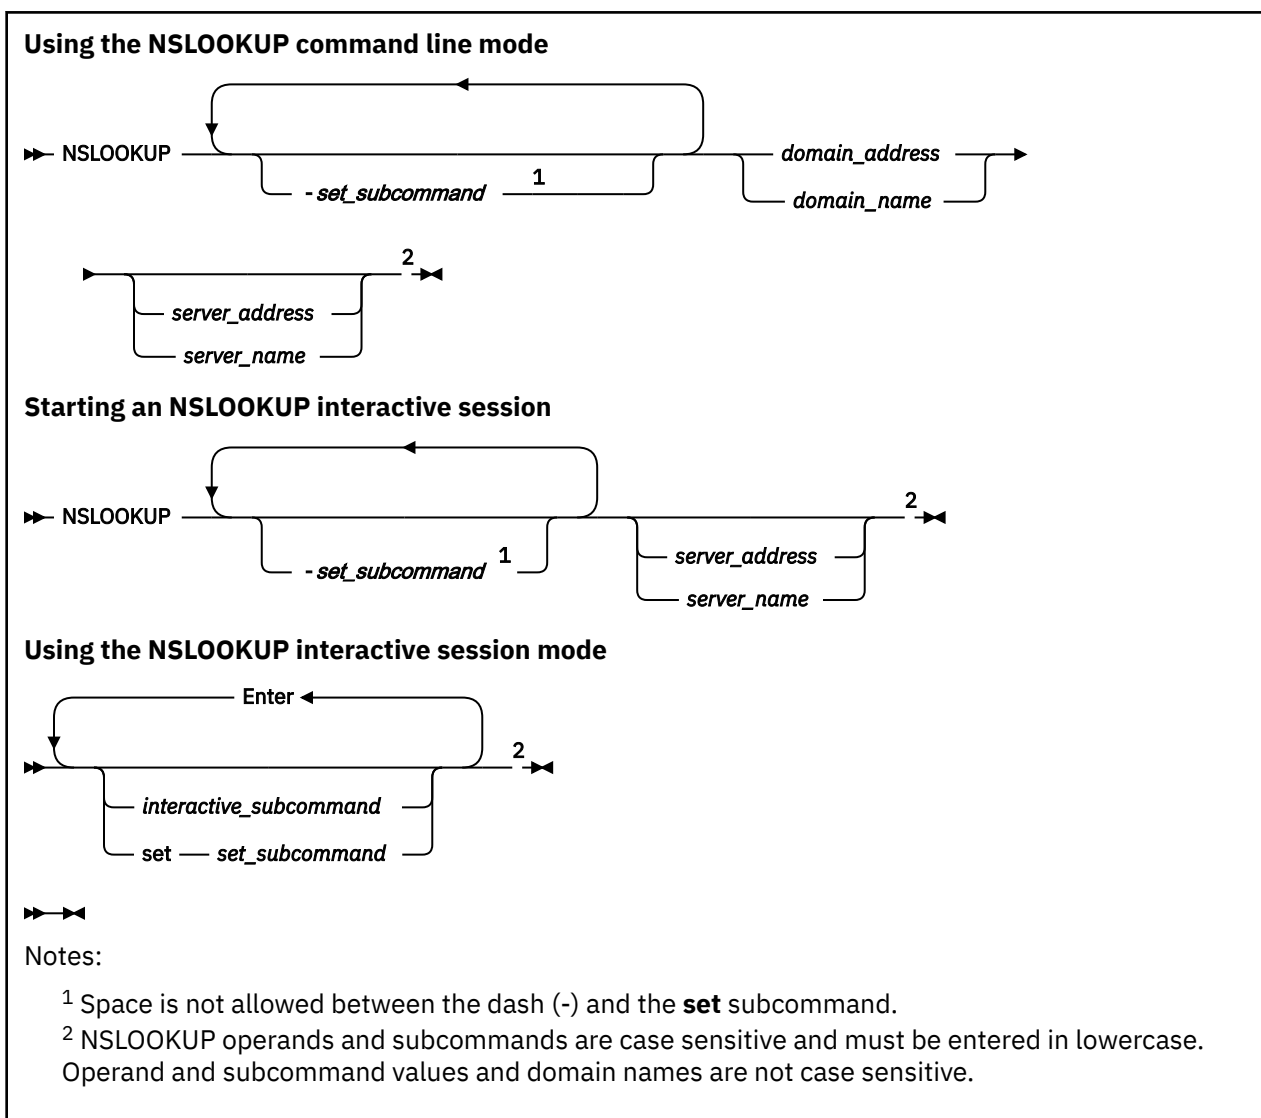 Using the NSLOOKUP command line mode
NSLOOKUP
- set_subcommand 1
domain_address
domain_name
server_address
server_name
2
Starting an NSLOOKUP interactive session
NSLOOKUP
- set_subcommand 1
server_address
server_name
2
Using the NSLOOKUP interactive session mode
Enter
interactive_subcommand
set set_subcommand
2
Notes:
1 Space is not allowed between the dash (-) and the set subcommand.
2 NSLOOKUP operands and subcommands are case sensitive and must be entered in lowercase.
Operand and subcommand values and domain names are not case sensitive.